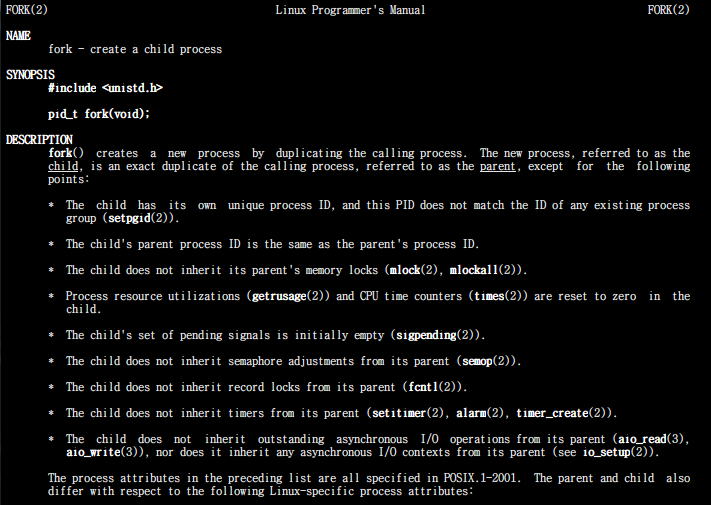 FORK(2) Linux Programmer's Manual FORK(2)
NAME
fork - create a child process
SYNOPSIS
#include <unistd.h>
pid_t fork(void);
DESCRIPTION
fork() creates a new process by duplicating the calling process. The new process, referred to as the
child, is an exact duplicate of the calling process, referred to as the parent, except for the following
points:
* The child has its own unique process ID, and this PID does not match the ID of any existing process
group (setpgid(2)).
* The child's parent process ID is the same as the parent's process ID.
* The child does not inherit its parent's memory locks (mlock(2), mlockall(2)).
* Process resource utilizations (getrusage(2)) and CPU time counters (times(2)) are reset to zero in the
child.
* The child's set of pending signals is initially empty (sigpending(2)).
* The child does not inherit semaphore adjustments from its parent (semop(2)).
* The child does not inherit record locks from its parent (fcntl(2)).
* The child does not inherit timers from its parent (setitimer(2), alarm(2), timer_create(2)).
* The child does not inherit outstanding asynchronous I/O operations from its parent (aio_read(3),
aio_write(3)), nor does it inherit any asynchronous I/O contexts from its parent (see io_setup(2)).
The process attributes in the preceding list are all specified in POSIX.1-2001. The parent and child also
differ with respect to the following Linux-specific process attributes: